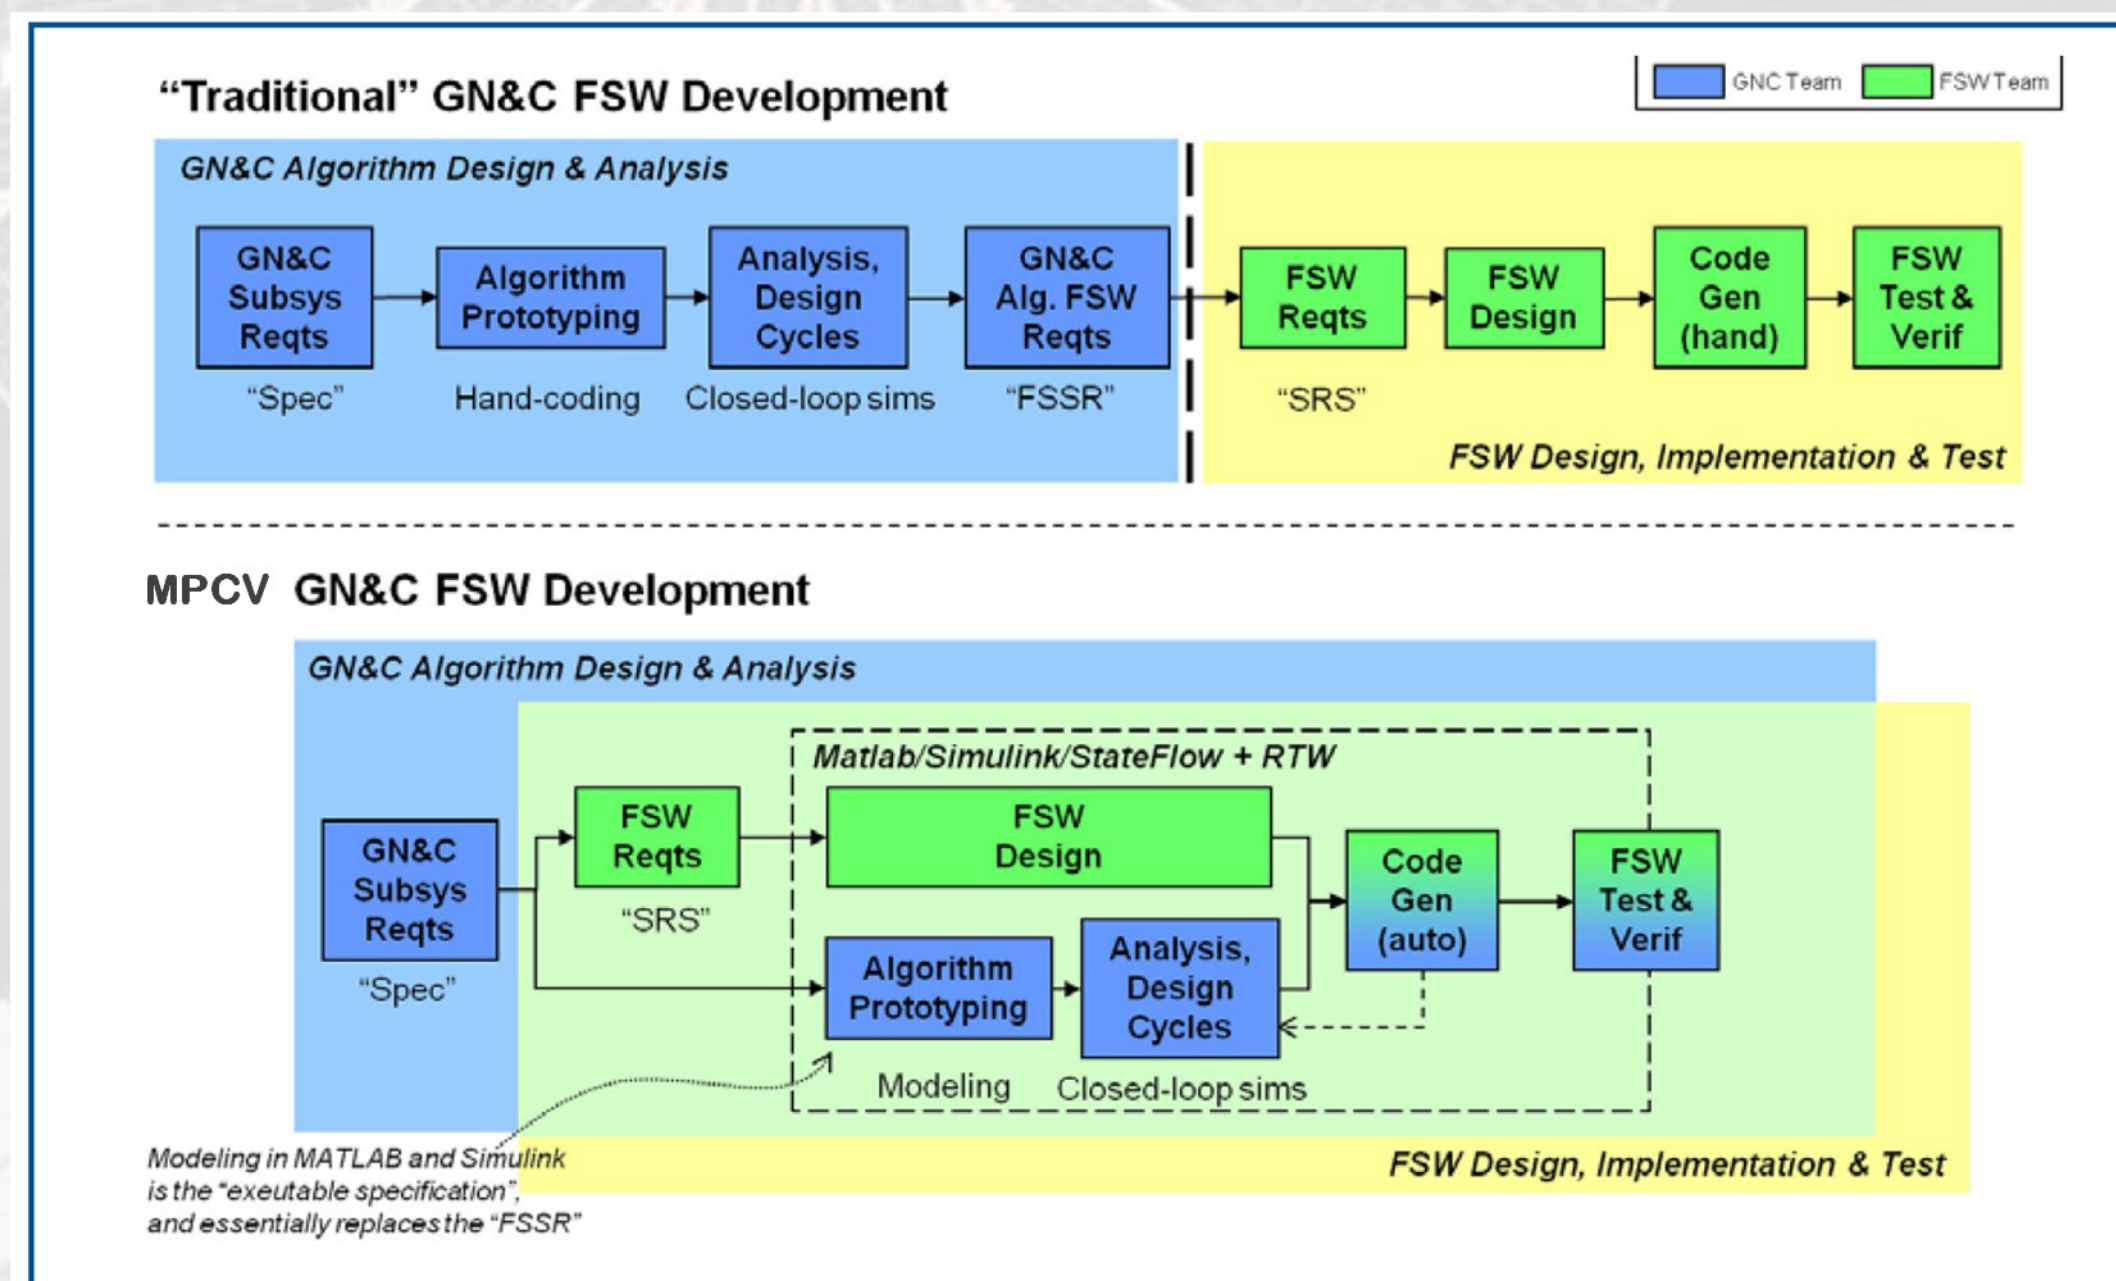 “Traditional” GN&C FSW Development
GNC Team
FSW Team
GN&C Algorithm Design & Analysis
GN&C
Subsys
Reqts
Algorithm
Prototyping
Analysis,
Design
Cycles
GN&C
Alg. FSW
Reqts
FSW
Reqts
FSW
Design
Code
Gen
(hand)
FSW
Test &
Verif
“Spec”
Hand-coding
Closed-loop sims
“FSSR”
“SRS”
FSW Design, Implementation & Test
MPCV GN&C FSW Development
GN&C Algorithm Design & Analysis
Matlab/Simulink/StateFlow + RTW
GN&C
Subsys
Reqts
“Spec”
FSW
Reqts
“SRS”
FSW
Design
Algorithm
Prototyping
Modeling
Analysis,
Design
Cycles
Closed-loop sims
Code
Gen
(auto)
FSW
Test &
Verif
Modeling in MATLAB and Simulink
is the “exeutable specification”,
and essentially replaces the “FSSR”
FSW Design, Implementation & Test